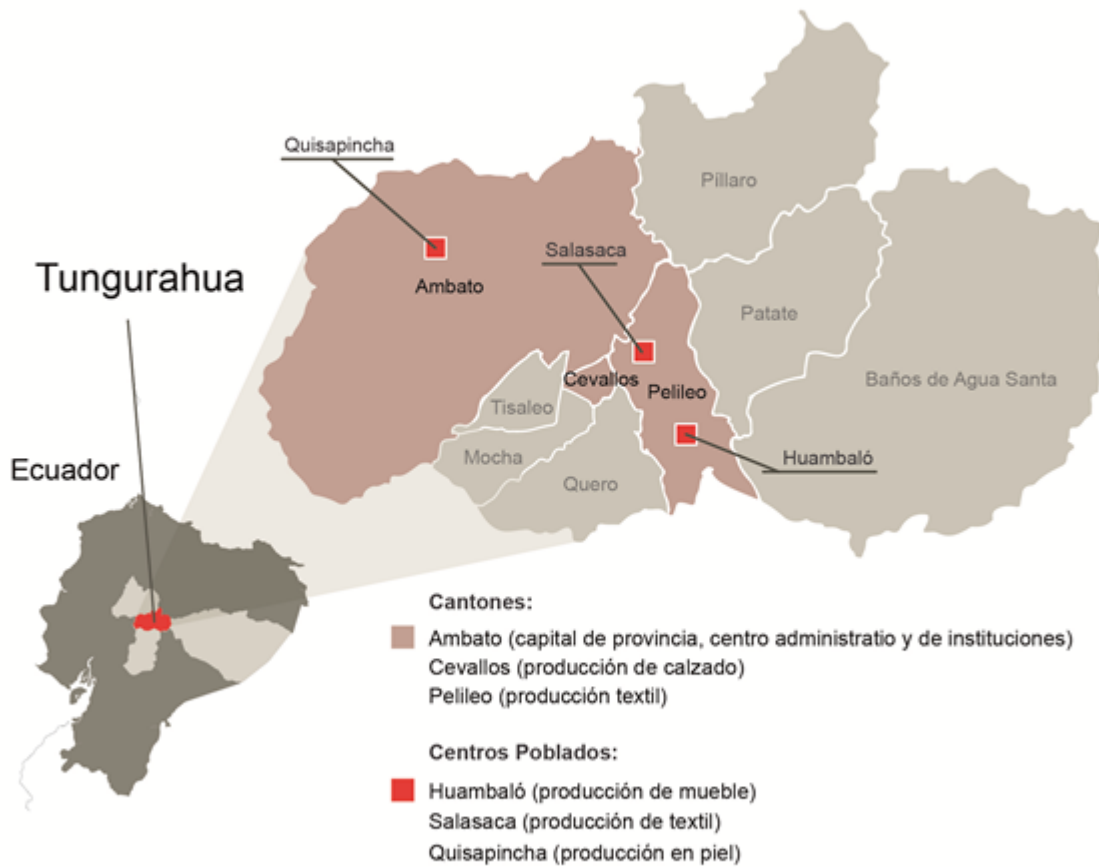 Quisapincha
Píllaro
Salasaca
Tungurahua
Ambato
Patate
Cevallos
Pelileo
Baños de Agua Santa
Tisaleo
Mocha
Huambaló
Ecuador
Quero
Cantones:
Ambato (capital de provincia, centro administratio y de instituciones)
Cevallos (producción de calzado)
Pelileo (producción textil)
Centros Poblados:
Huambaló (producción de mueble)
Salasaca (producción de textil)
Quisapincha (producción en piel)